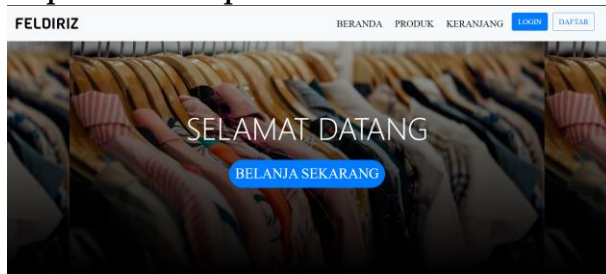 FELDIRIZ BERANDA PRODUK KERANJANG LOGIN DAFTAR
SELAMAT DATANG
BELANJA SEKARANG